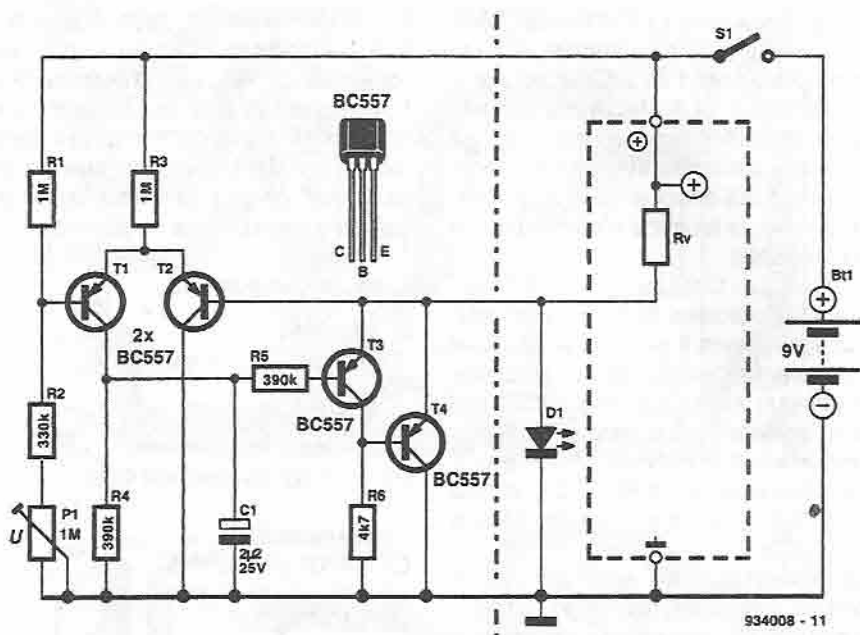 S1
BC557
R1
1M
R3
1M
C
B
E
+
+
Rv
T1
T2
2x
BC557
Bt1
+
9V
−
R5
390k
T3
BC557
T4
BC557
R2
330k
D1
P1
1M
U
R4
390k
C1
2µ2
25V
R6
4k7
934008 - 11